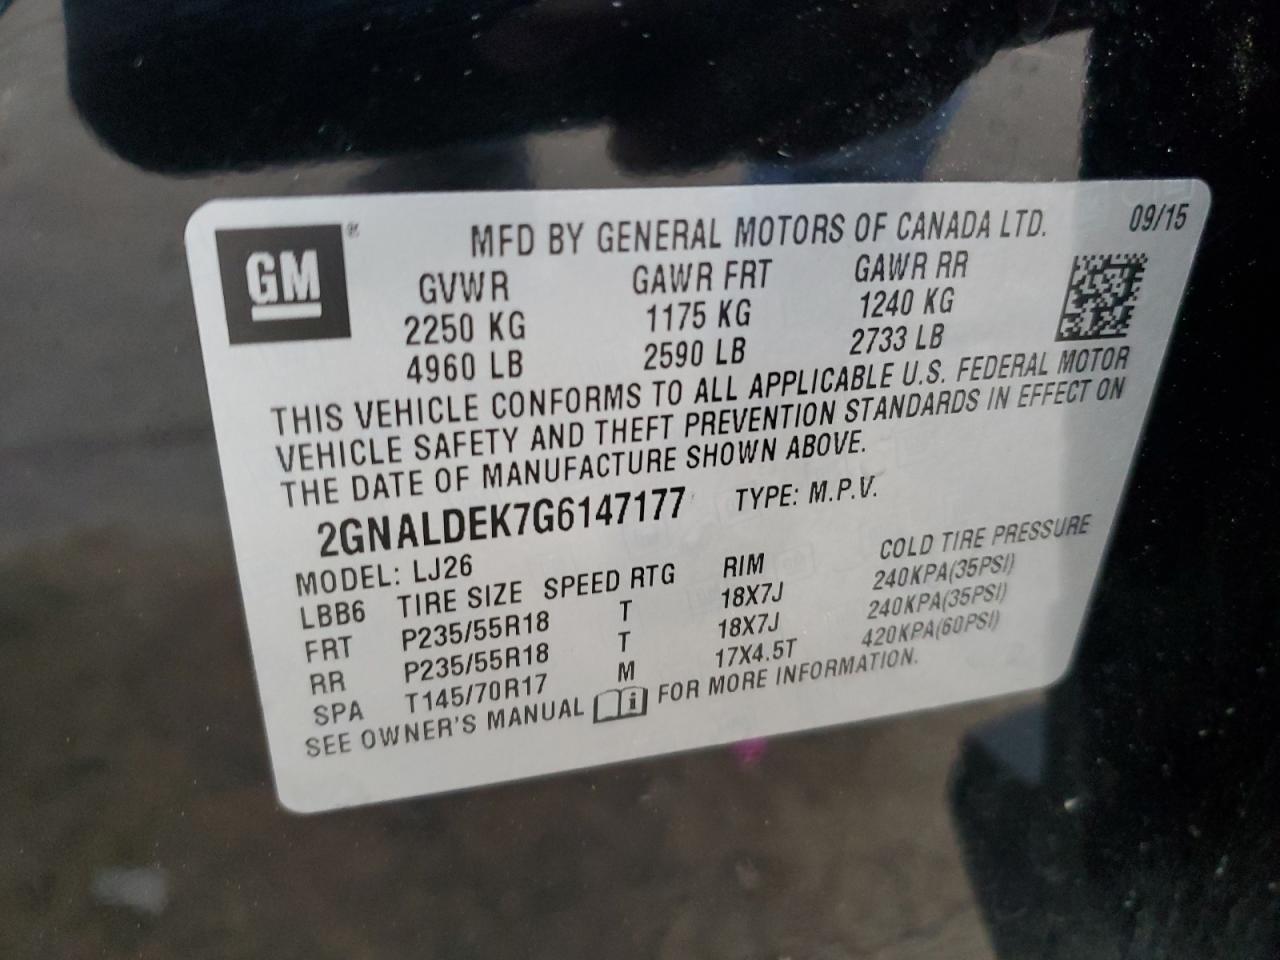 GM ®
MFD BY GENERAL MOTORS OF CANADA LTD. 09/15
GVWR GAWR FRT GAWR RR
2250 KG 1175 KG 1240 KG
4960 LB 2590 LB 2733 LB
THIS VEHICLE CONFORMS TO ALL APPLICABLE U.S. FEDERAL MOTOR
VEHICLE SAFETY AND THEFT PREVENTION STANDARDS IN EFFECT ON
THE DATE OF MANUFACTURE SHOWN ABOVE.
2GNALDEK7G6147177 TYPE: M.P.V.
MODEL: LJ26
LBB6 TIRE SIZE SPEED RTG RIM COLD TIRE PRESSURE
FRT P235/55R18 T 18X7J 240KPA(35PSI)
RR P235/55R18 T 18X7J 240KPA(35PSI)
SPA T145/70R17 M 17X4.5T 420KPA(60PSI)
SEE OWNER'S MANUAL i FOR MORE INFORMATION.